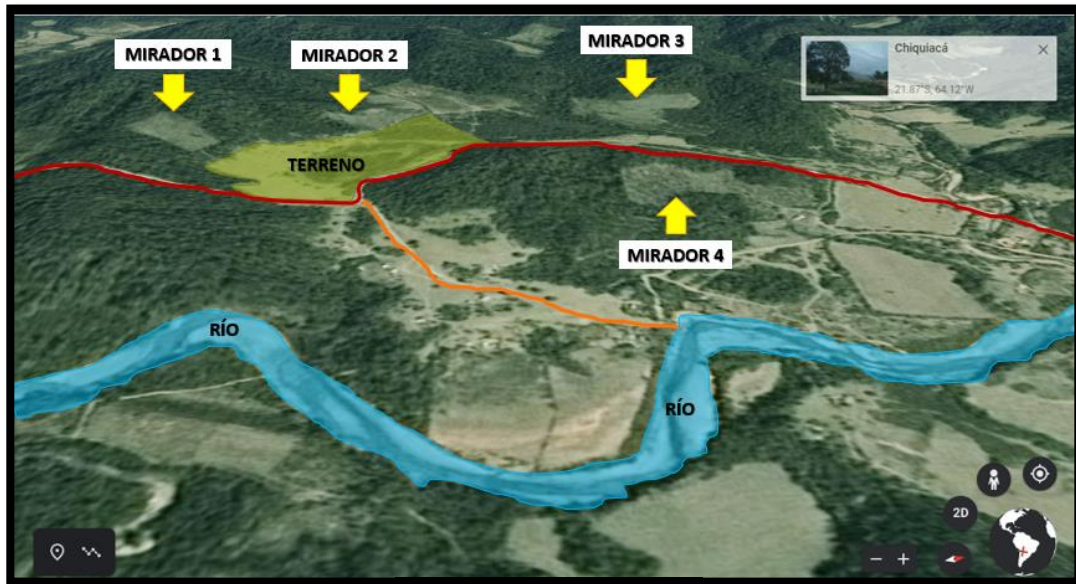 MIRADOR 1
MIRADOR 2
MIRADOR 3
Chiquiacá
21.87°S, 64.12°W
TERRENO
MIRADOR 4
RÍO
RÍO
2D